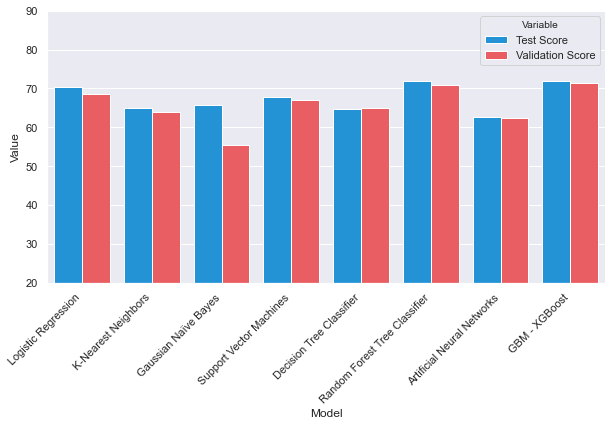 90
80
70
60
50
40
30
20
Value
Variable
Test Score
Validation Score
Logistic Regression
K-Nearest Neighbors
Gaussian Naive Bayes
Support Vector Machines
Decision Tree Classifier
Random Forest Tree Classifier
Artificial Neural Networks
GBM - XGBoost
Model